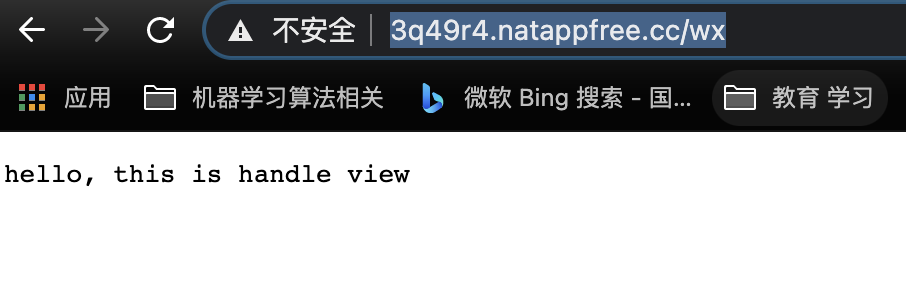 不安全 3q49r4.natappfree.cc/wx
应用 机器学习算法相关 微软 Bing 搜索 - 国... 教育 学习
hello, this is handle view